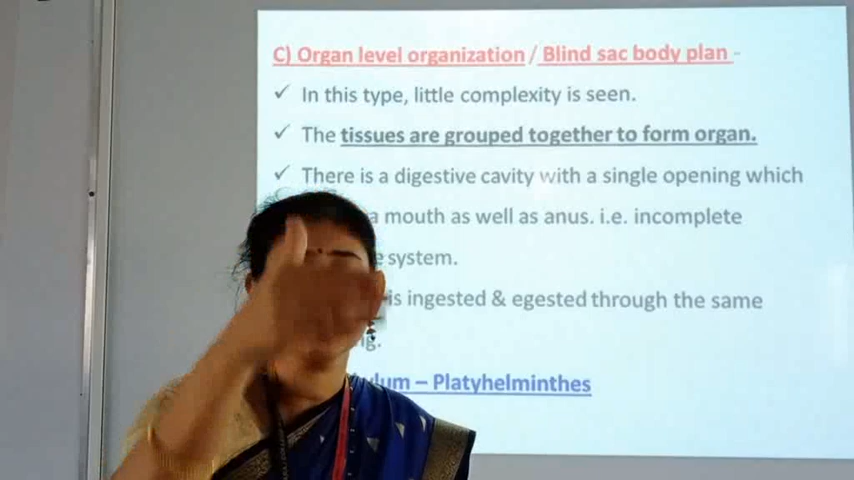 C) Organ level organization / Blind sac body plan -
✓ In this type, little complexity is seen.
✓ The tissues are grouped together to form organ.
✓ There is a digestive cavity with a single opening which
a mouth as well as anus. i.e. incomplete
system.
is ingested & egested through the same
– Platyhelminthes